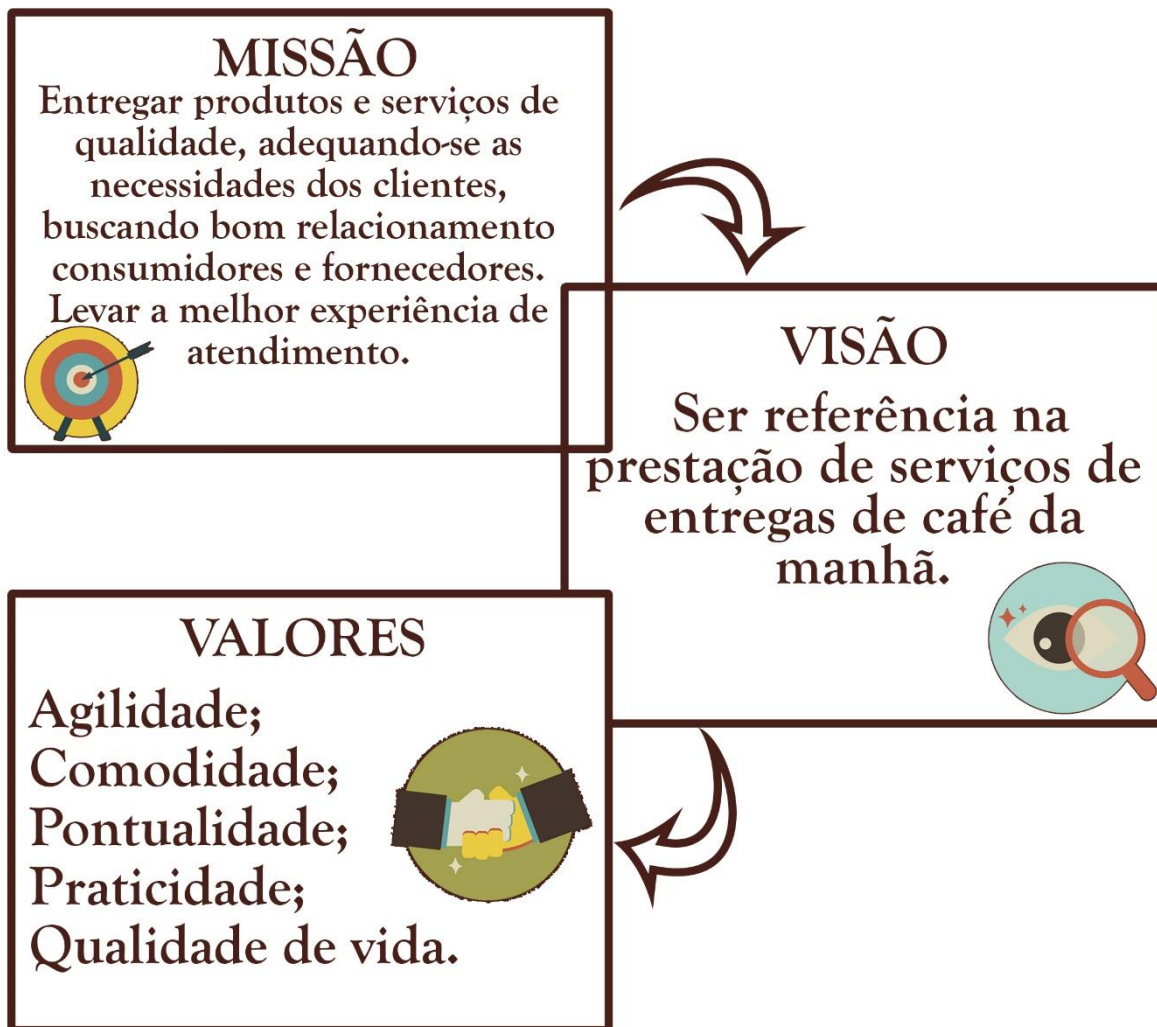 MISSÃO
Entregar produtos e serviços de
qualidade, adequando-se as
necessidades dos clientes,
buscando bom relacionamento
consumidores e fornecedores.
Levar a melhor experiência de
atendimento.
VISÃO
Ser referência na
prestação de serviços de
entregas de café da
manhã.
VALORES
Agilidade;
Comodidade;
Pontualidade;
Praticidade;
Qualidade de vida.